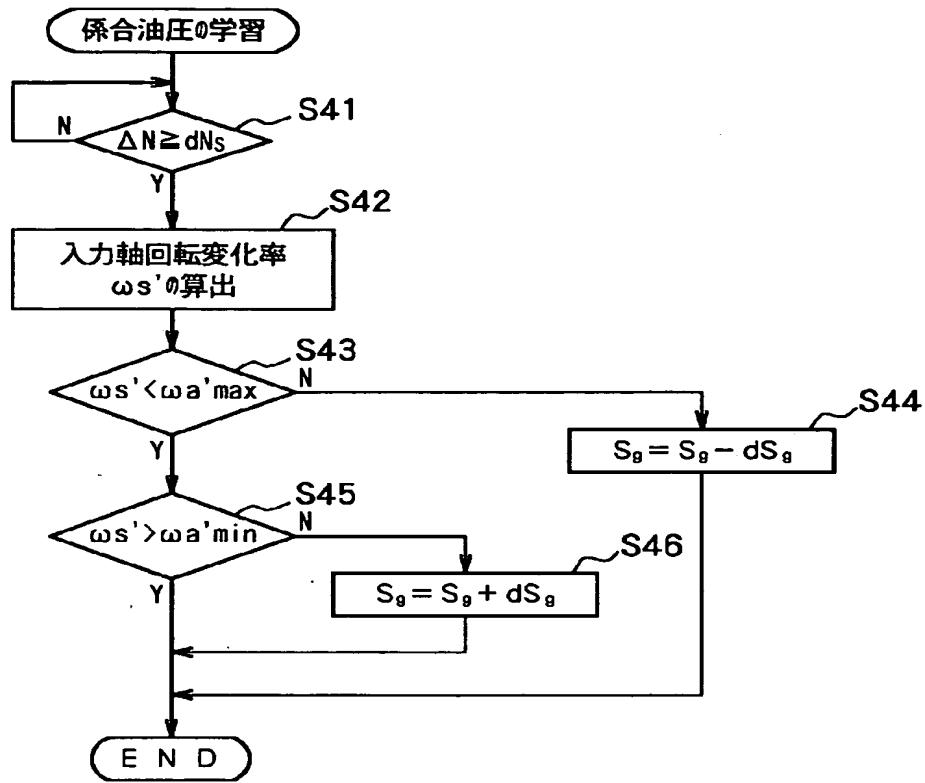 係合油圧の学習
S41
N
ΔN≧dNs
Y
S42
入力軸回転変化率
ωs'の算出
S43
ωs'<ωa'max
N
Y
S44
Sg=Sg-dSg
S45
ωs'>ωa'min
N
Y
S46
Sg=Sg+dSg
END